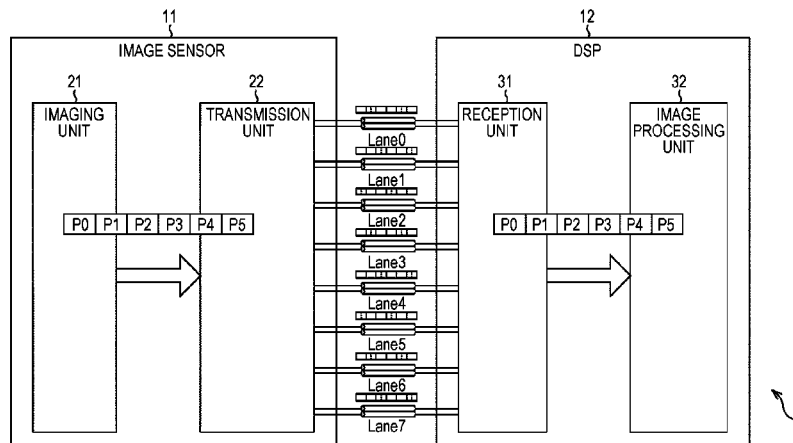 11
12
IMAGE SENSOR
DSP
21
22
31
32
IMAGING
UNIT
TRANSMISSION
UNIT
RECEPTION
UNIT
IMAGE
PROCESSING
UNIT
Lane0
Lane1
Lane2
Lane3
Lane4
Lane5
Lane6
Lane7
P0 P1 P2 P3 P4 P5
P0 P1 P2 P3 P4 P5